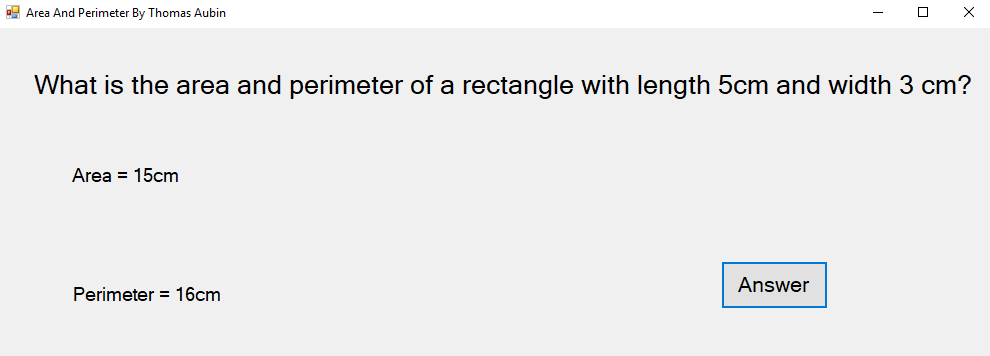 Area And Perimeter By Thomas Aubin
What is the area and perimeter of a rectangle with length 5cm and width 3 cm?
Area = 15cm
Perimeter = 16cm
Answer